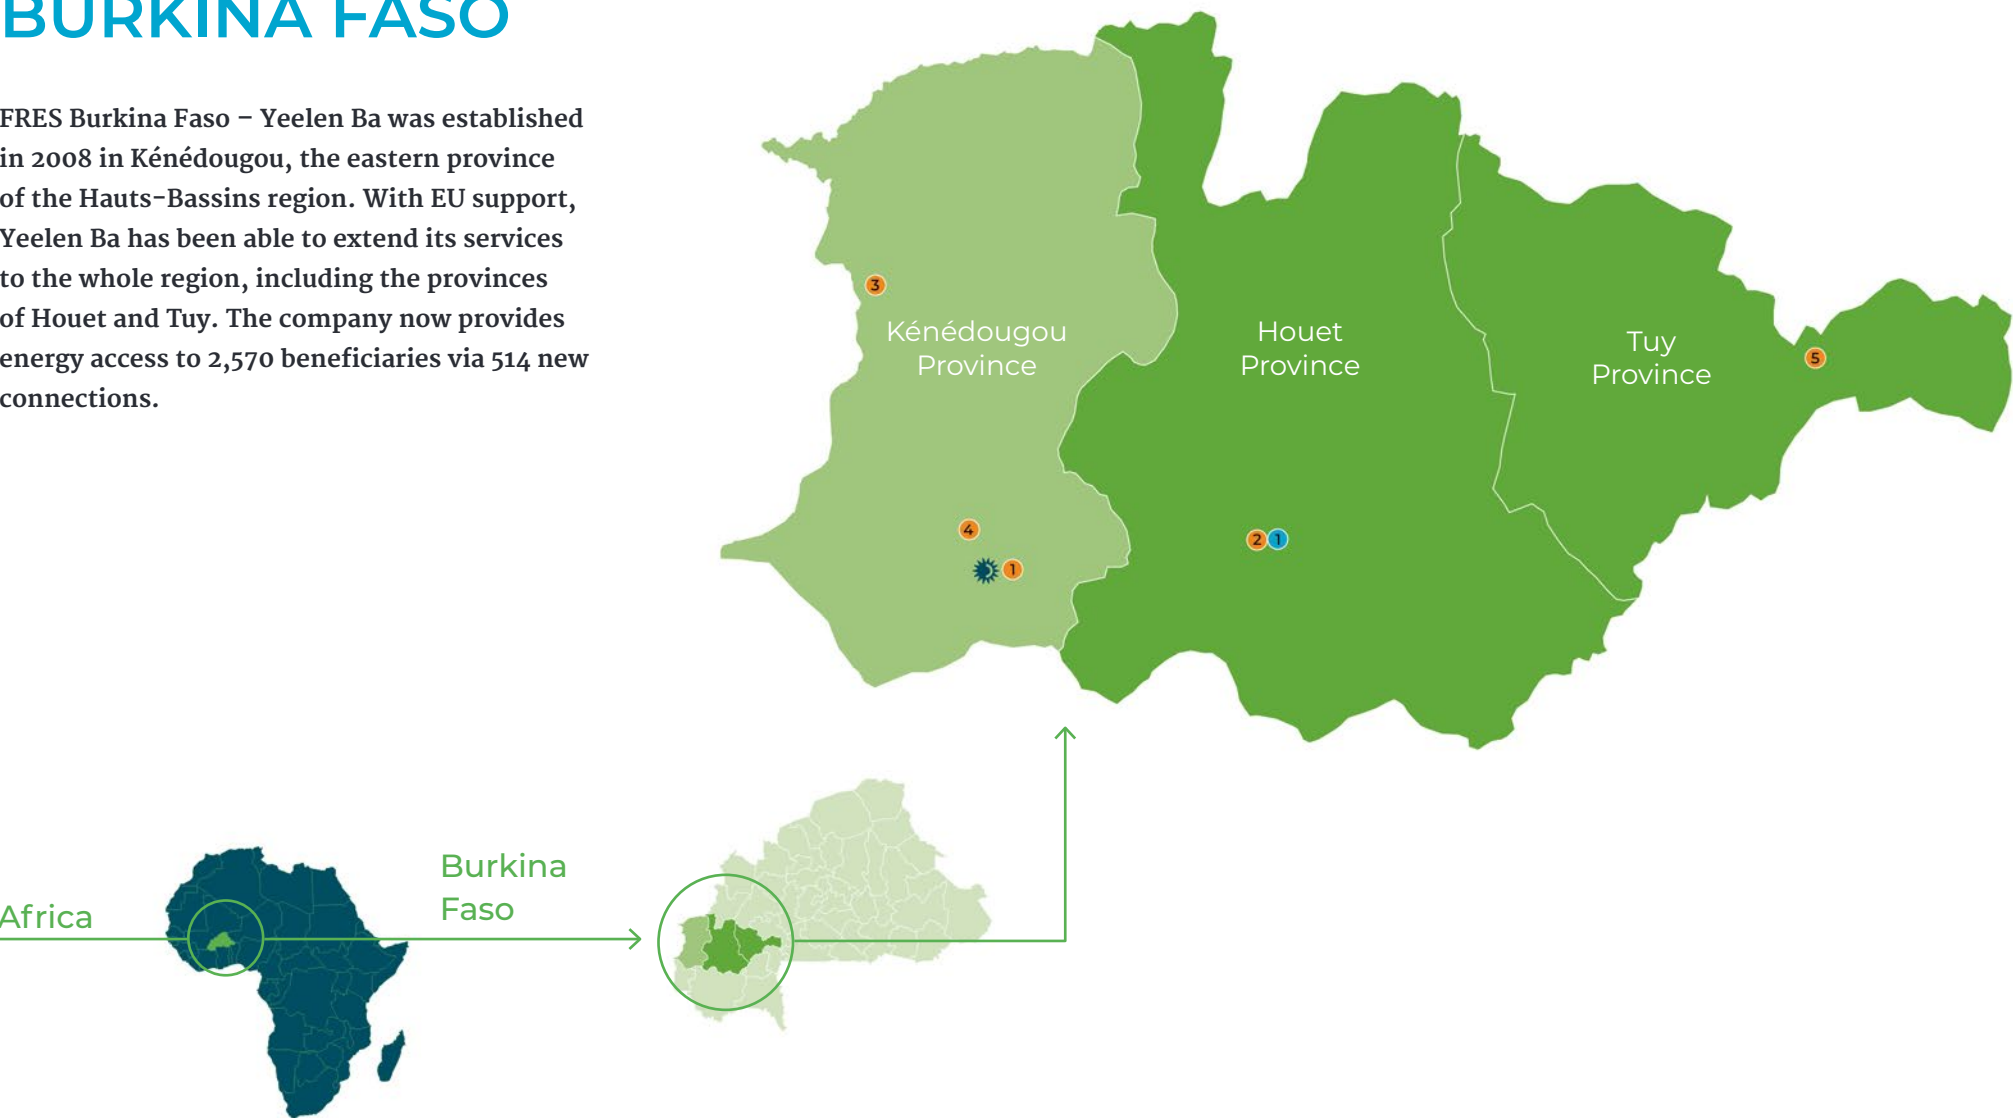 BURKINA FASO
FRES Burkina Faso – Yeelen Ba was established
in 2008 in Kénédougou, the eastern province
of the Hauts-Bassins region. With EU support,
Yeelen Ba has been able to extend its services
to the whole region, including the provinces
of Houet and Tuy. The company now provides
energy access to 2,570 beneficiaries via 514 new
connections.
3
Kénédougou
Province
Houet
Province
Tuy
Province
5
4
1
2 1
Burkina
Faso
Africa